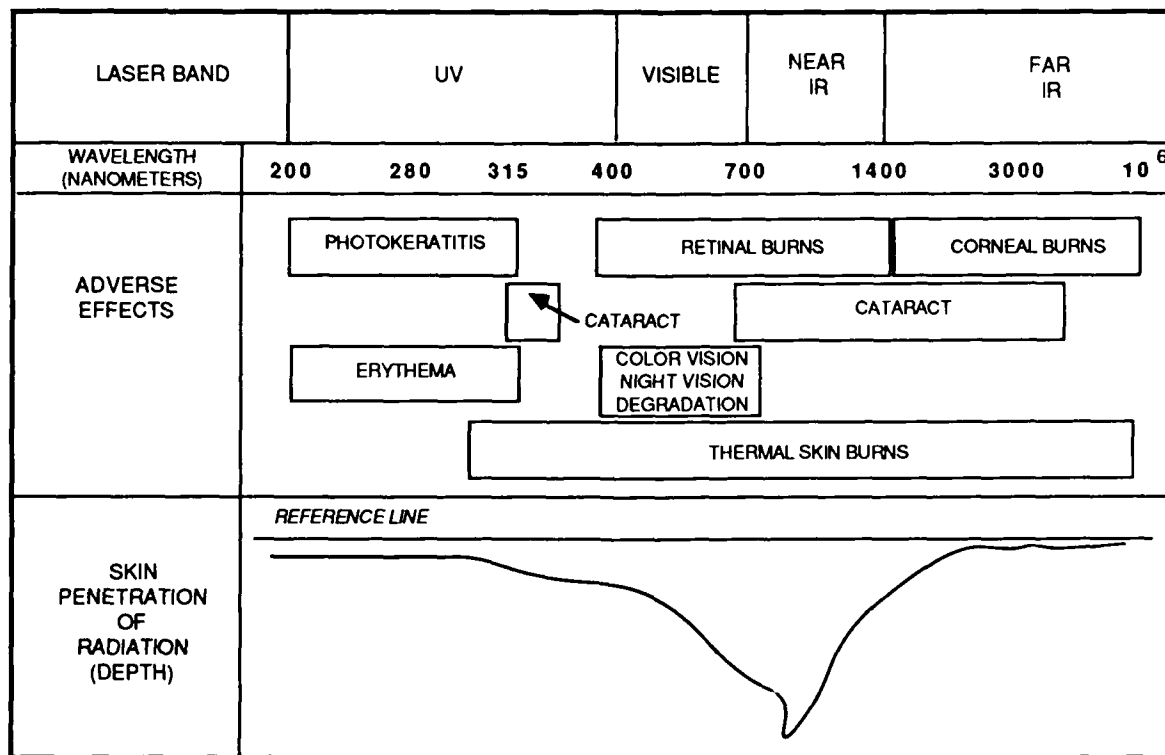 LASER BAND
UV
VISIBLE
NEAR
IR
FAR
IR
WAVELENGTH
(NANOMETERS)
200 280 315 400 700 1400 3000 10⁶
ADVERSE
EFFECTS
PHOTOKERATITIS
RETINAL BURNS
CORNEAL BURNS
CATARACT
CATARACT
ERYTHEMA
COLOR VISION
NIGHT VISION
DEGRADATION
THERMAL SKIN BURNS
SKIN
PENETRATION
OF
RADIATION
(DEPTH)
REFERENCE LINE